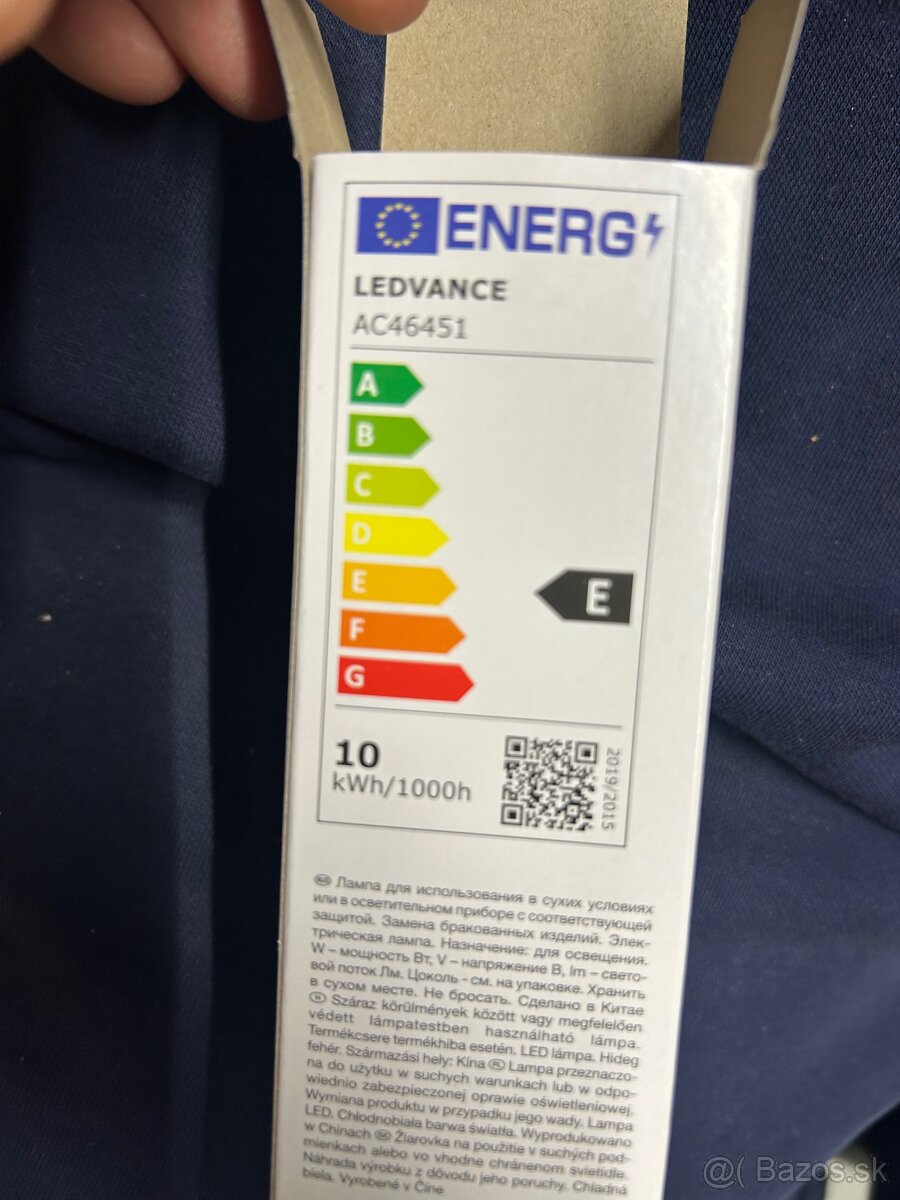 ENERG
LEDVANCE
AC46451
A
B
C
D
E
E
F
G
10
kWh/1000h
2019/2015
RUS Лампа для использования в сухих условиях
или в осветительном приборе с соответствующей
защитой. Замена бракованных изделий. Элек-
трическая лампа. Назначение: для освещения.
W – мощность Вт, V – напряжение В, lm – свето-
вой поток Лм. Цоколь - см. на упаковке. Хранить
в сухом месте. Не бросать. Сделано в Китае
H Száraz körülmények között vagy megfelelően
védett lámpatestben használható lámpa.
Termékcsere termékhiba esetén. LED lámpa. Hideg
fehér. Származási hely: Kína PL Lampa przeznaczo-
na do użytku w suchych warunkach lub w odpo-
wiednio zabezpieczonej oprawie oświetleniowej.
Wymiana produktu w przypadku jego wady. Lampa
LED. Chłodnobiała barwa światła. Wyprodukowano
w Chinach SK Žiarovka na použitie v suchých pod-
mienkach alebo vo vhodne chránenom svietidle.
Náhrada výrobku z dôvodu jeho poruchy. Chladná
biela. Vyrobené v Číne
@( Bazos.sk